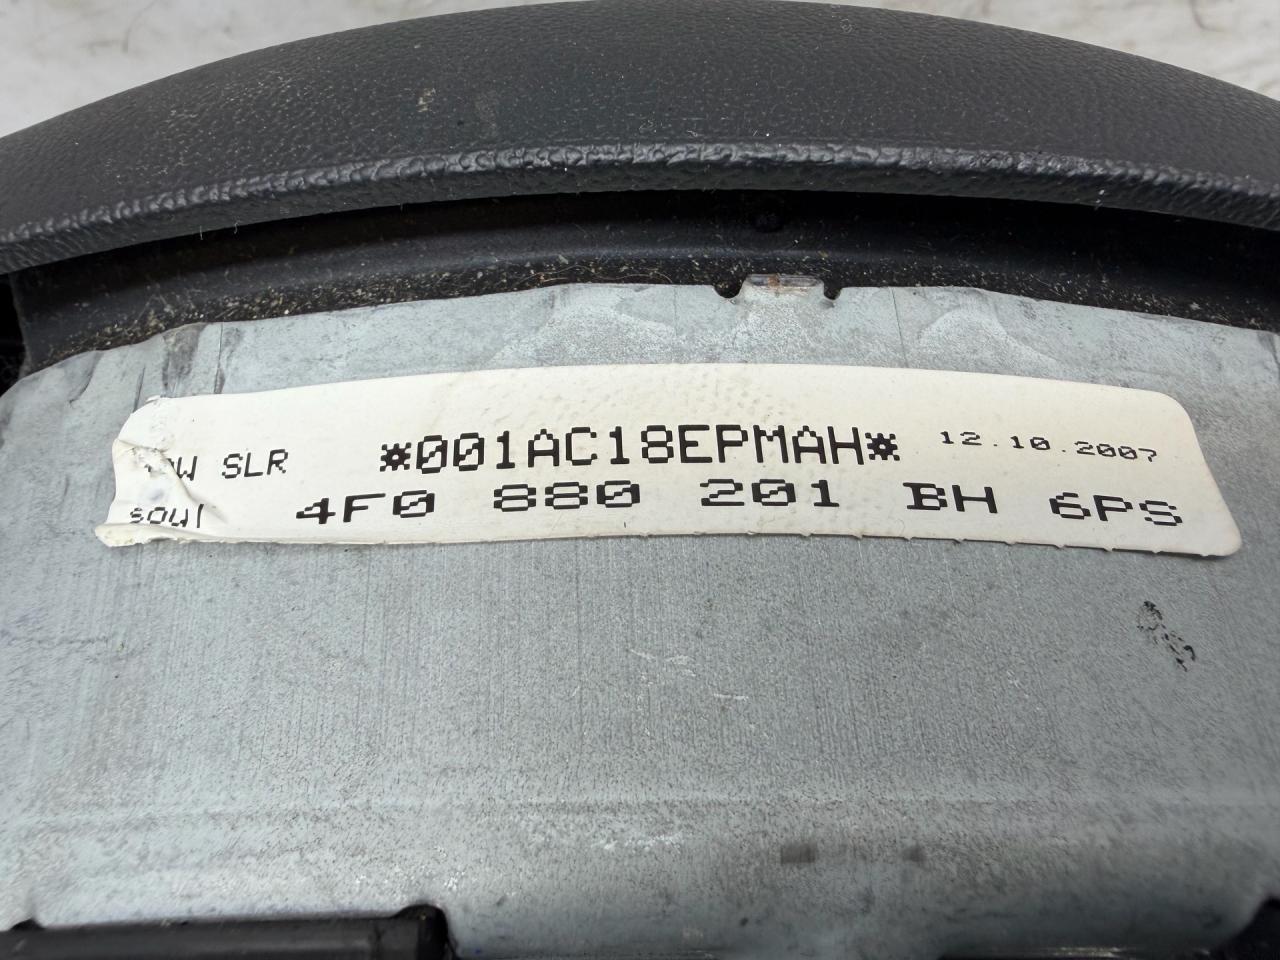 SLR *001AC18EPMAH* 12.10.2007
4F0 880 201 BH 6PS